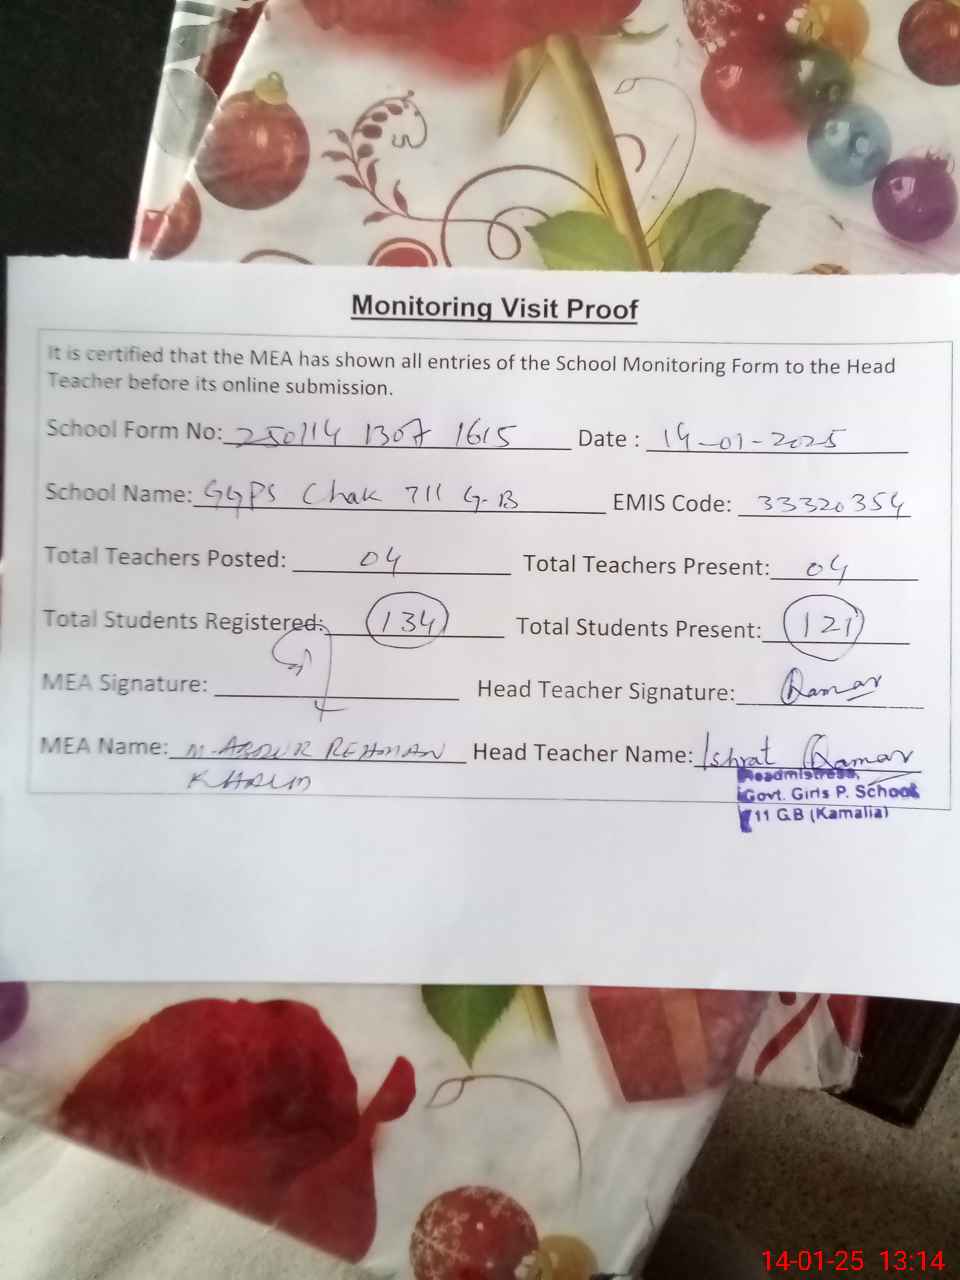 Monitoring Visit Proof
It is certified that the MEA has shown all entries of the School Monitoring Form to the Head
Teacher before its online submission.
School Form No: 250114 1307 1615 Date : 14-01-2025
School Name: GGPS Chak 711 G-B EMIS Code: 33320354
Total Teachers Posted: 04 Total Teachers Present: 04
Total Students Registered: 134 Total Students Present: 121
MEA Signature: Head Teacher Signature: Qamar
MEA Name: M. ABDUR REHMAN Head Teacher Name: Ishrat Qamar
Headmistress,
Govt. Girls P. School
711 G.B (Kamalia)
14-01-25 13:14